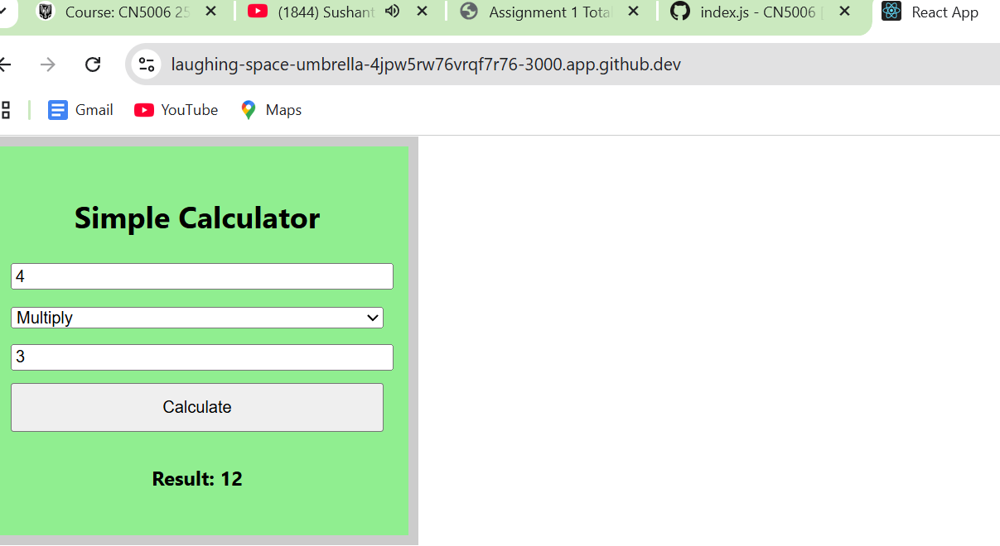 Course: CN5006 25
(1844) Sushant
Assignment 1 Total
index.js - CN5006 [
React App
laughing-space-umbrella-4jpw5rw76vrqf7r76-3000.app.github.dev
Gmail
YouTube
Maps
Simple Calculator
4
Multiply
3
Calculate
Result: 12